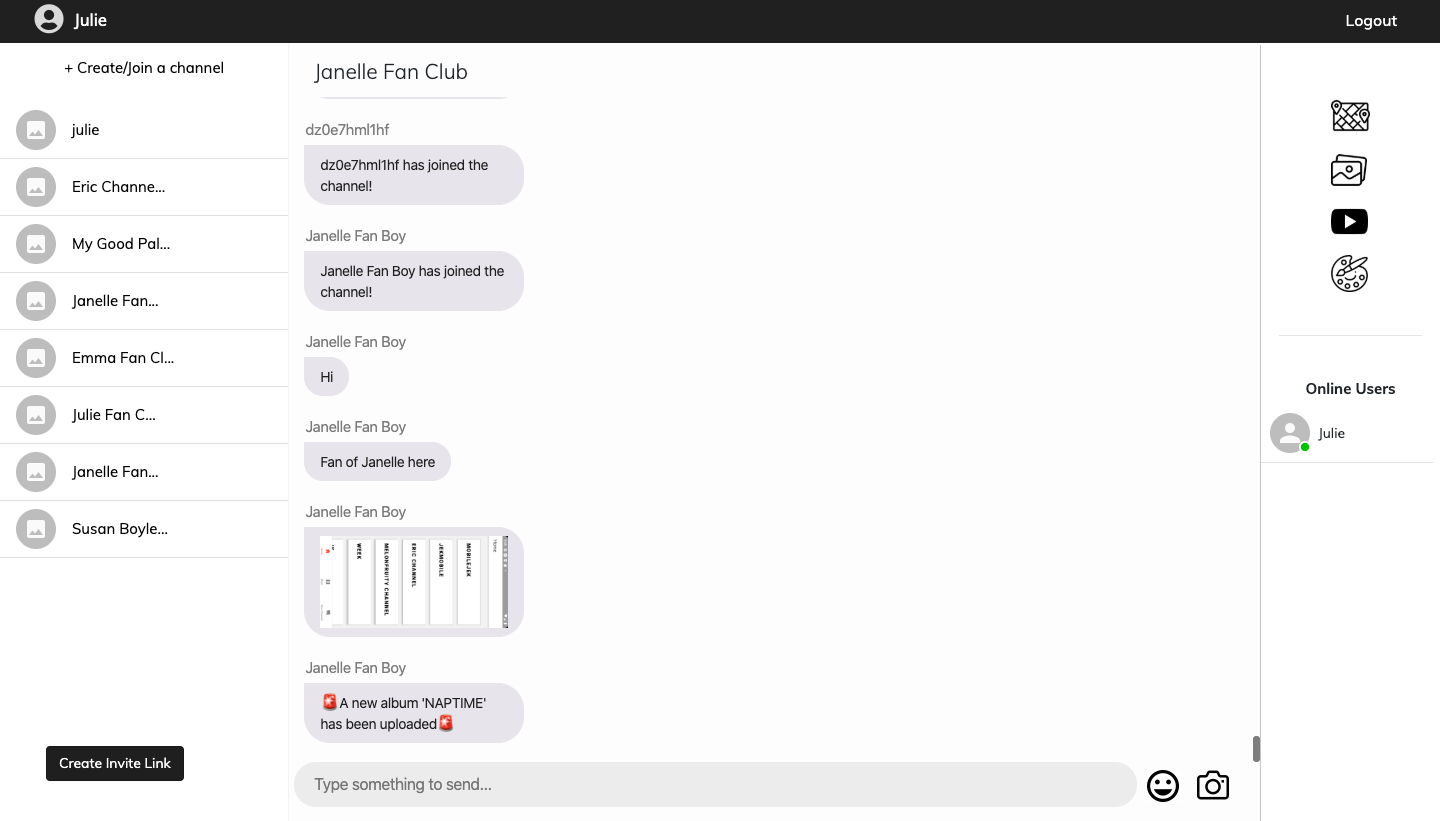 Julie
Logout
+ Create/Join a channel
julie
Eric Channe...
My Good Pal...
Janelle Fan...
Emma Fan Cl...
Julie Fan C...
Janelle Fan...
Susan Boyle...
Create Invite Link
Janelle Fan Club
dz0e7hml1hf
dz0e7hml1hf has joined the
channel!
Janelle Fan Boy
Janelle Fan Boy has joined the
channel!
Janelle Fan Boy
Hi
Janelle Fan Boy
Fan of Janelle here
Janelle Fan Boy
Home
MOBILEJEK
JEKMOBILE
ERIC CHANNEL
MELONFRUITY CHANNEL
WEEK
Janelle Fan Boy
🚨A new album 'NAPTIME'
has been uploaded🚨
Type something to send...
Online Users
Julie